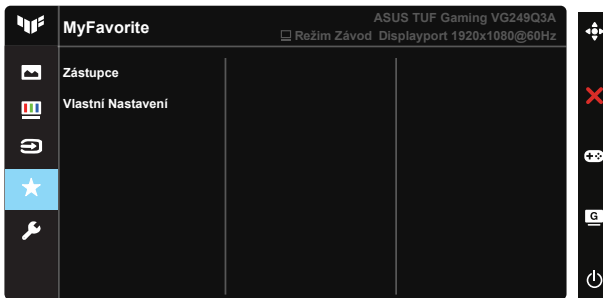 MyFavorite
ASUS TUF Gaming VG249Q3A
Režim Závod Displayport 1920x1080@60Hz
Zástupce
Vlastní Nastavení
G